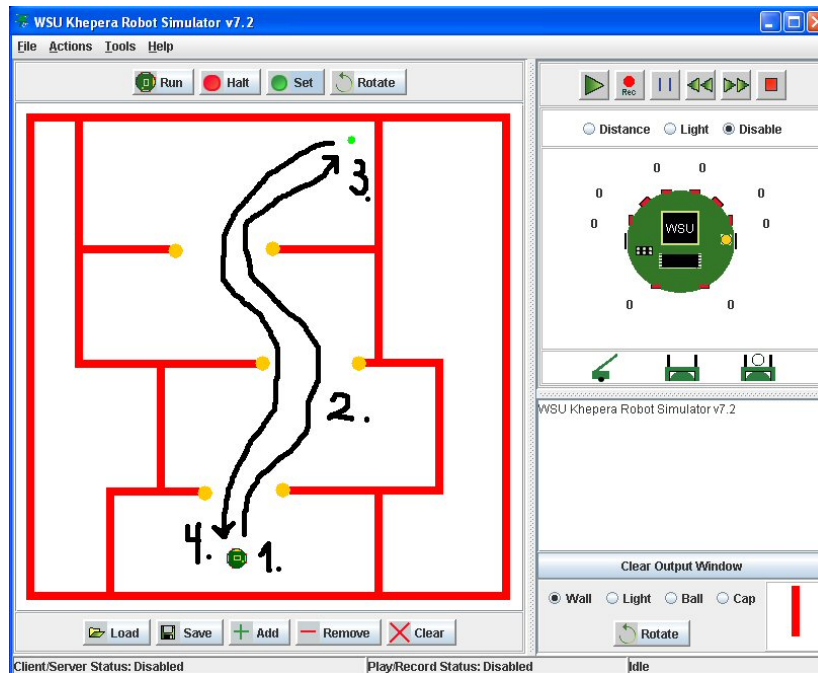 WSU Khepera Robot Simulator v7.2
File Actions Tools Help
Run Halt Set Rotate
3.
2.
4. 1.
Load Save Add Remove Clear
Rec
Distance Light Disable
0 0
0 0
0 0
WSU
0 0
WSU Khepera Robot Simulator v7.2
Clear Output Window
Wall Light Ball Cap
Rotate
Client/Server Status: Disabled Play/Record Status: Disabled Idle